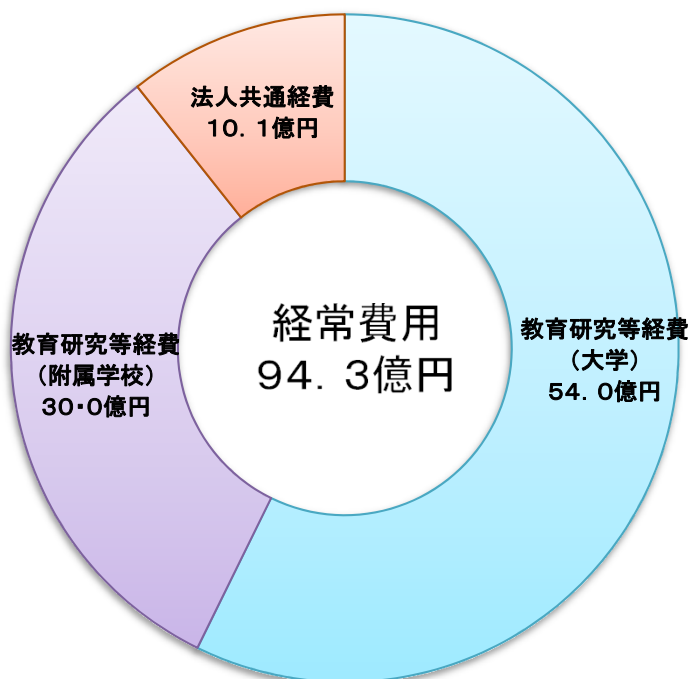 法人共通経費
10．1億円
経常費用
94．3億円
教育研究等経費
（大学）
54．0億円
教育研究等経費
（附属学校）
30・0億円